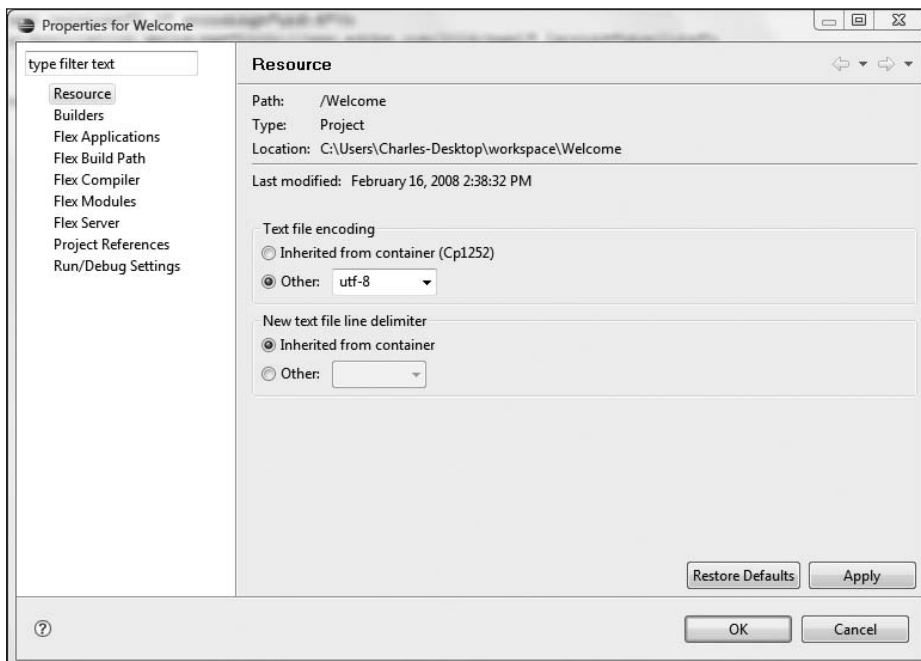 Properties for Welcome
type filter text
Resource
Builders
Flex Applications
Flex Build Path
Flex Compiler
Flex Modules
Flex Server
Project References
Run/Debug Settings
Resource
Path: /Welcome
Type: Project
Location: C:\Users\Charles-Desktop\workspace\Welcome
Last modified: February 16, 2008 2:38:32 PM
Text file encoding
Inherited from container (Cp1252)
Other: utf-8
New text file line delimiter
Inherited from container
Other:
Restore Defaults Apply
? OK Cancel